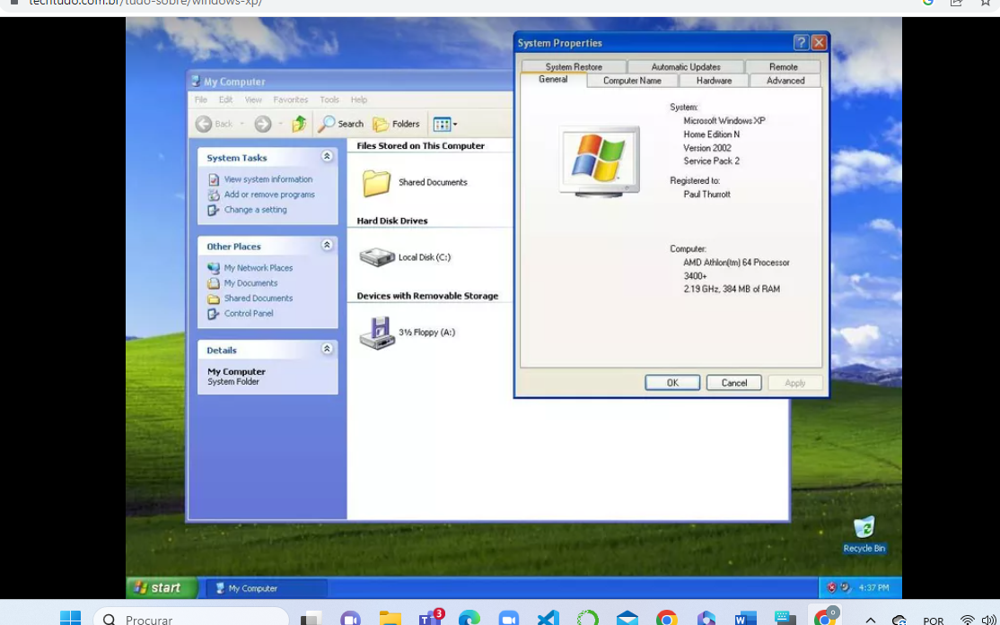 techtudo.com.br/tudo-sobre/windows-xp/
My Computer
File Edit View Favorites Tools Help
Back Search Folders
System Tasks
View system information
Add or remove programs
Change a setting
Other Places
My Network Places
My Documents
Shared Documents
Control Panel
Details
My Computer
System Folder
Files Stored on This Computer
Shared Documents
Hard Disk Drives
Local Disk (C:)
Devices with Removable Storage
3½ Floppy (A:)
System Properties
System Restore Automatic Updates Remote
General Computer Name Hardware Advanced
System:
Microsoft Windows XP
Home Edition N
Version 2002
Service Pack 2
Registered to:
Paul Thurrott
Computer:
AMD Athlon(tm) 64 Processor
3400+
2.19 GHz, 384 MB of RAM
OK Cancel Apply
Recycle Bin
start My Computer 4:37 PM
Procurar 3 0 POR